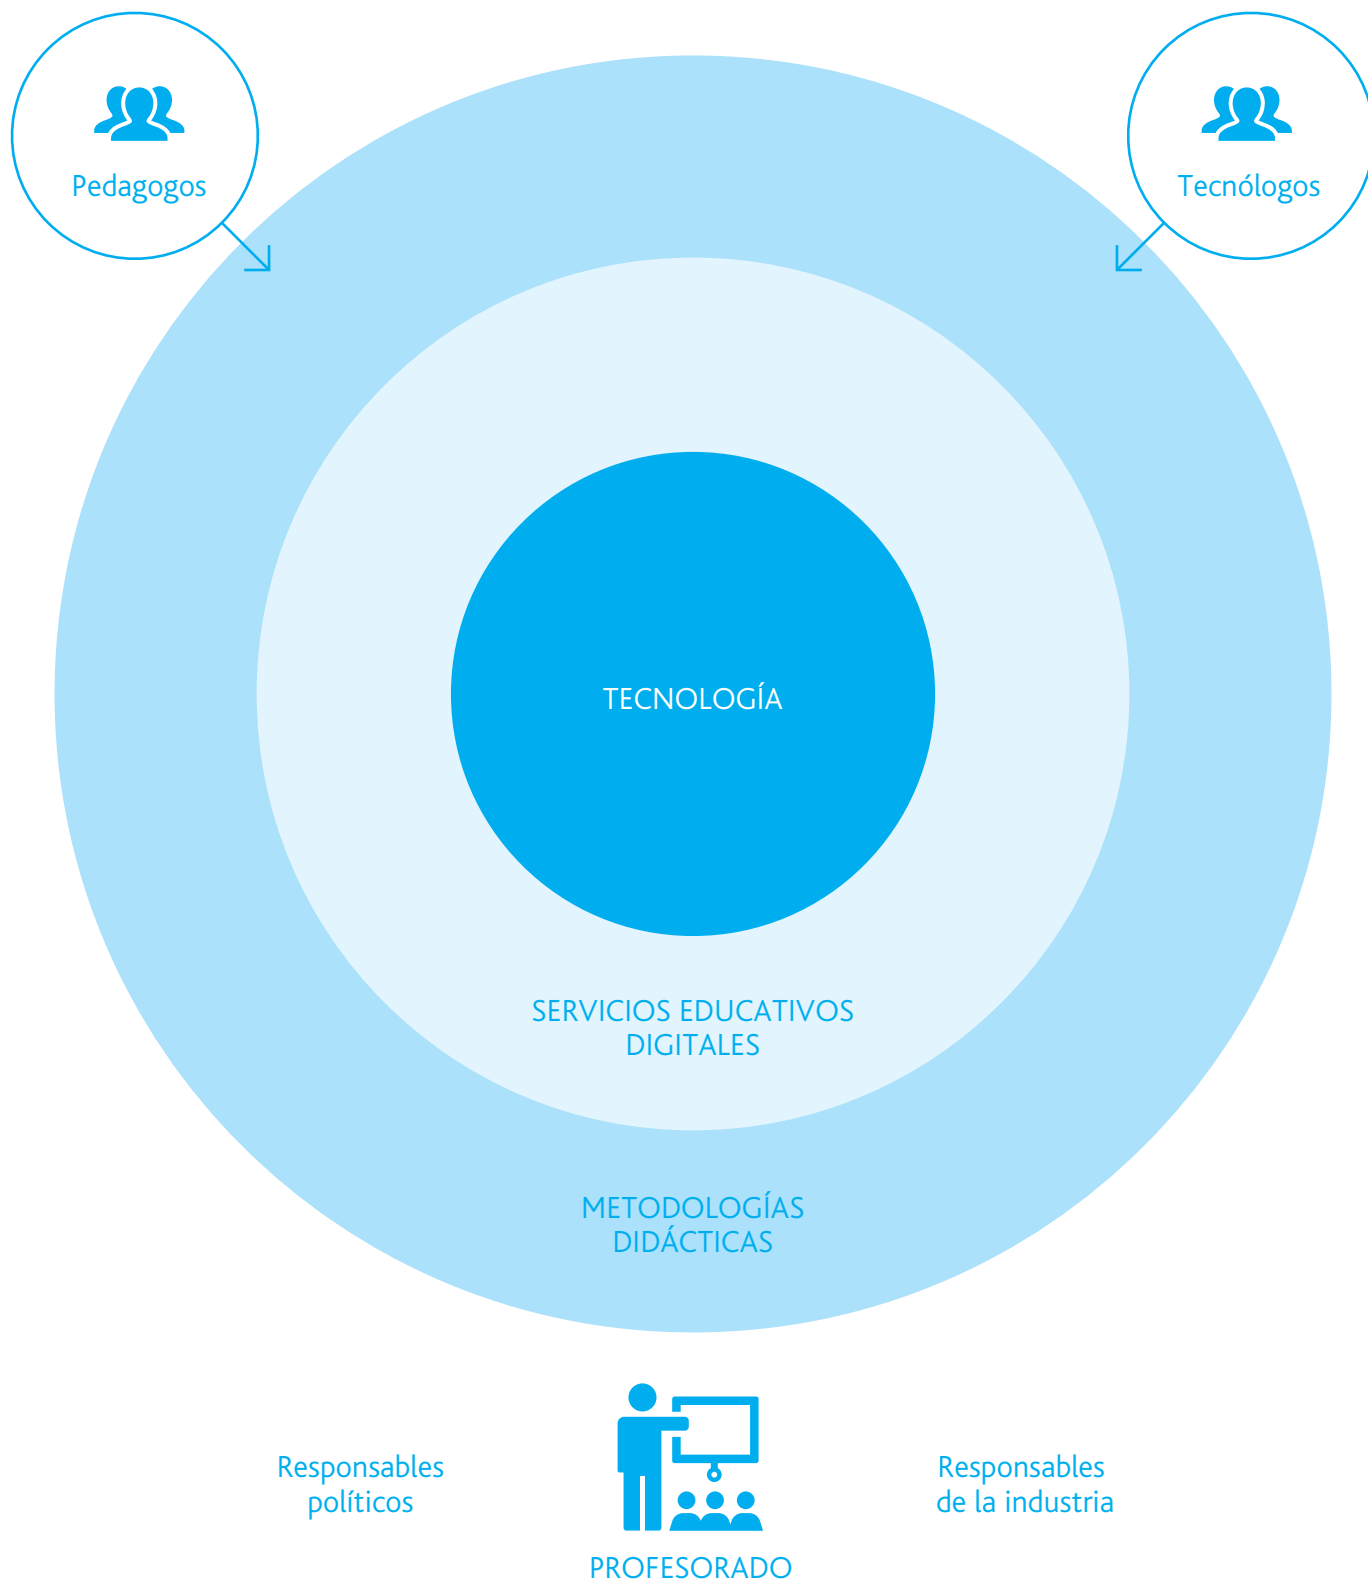 Pedagogos
Tecnólogos
TECNOLOGÍA
SERVICIOS EDUCATIVOS
DIGITALES
METODOLOGÍAS
DIDÁCTICAS
Responsables
políticos
Responsables
de la industria
PROFESORADO